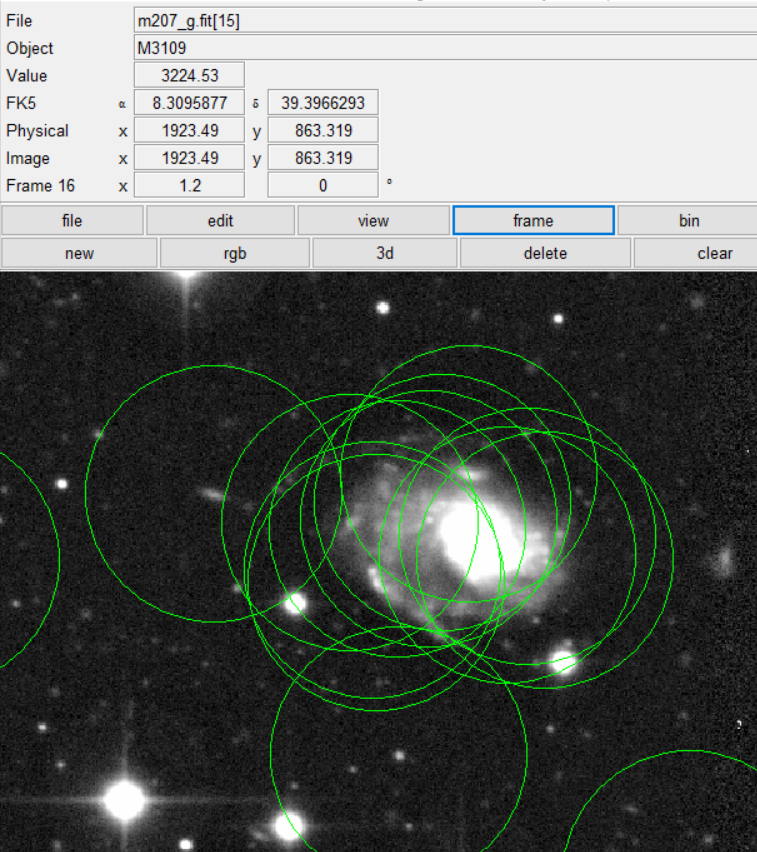 File m207_g.fit[15]
Object M3109
Value 3224.53
FK5 α 8.3095877 δ 39.3966293
Physical x 1923.49 y 863.319
Image x 1923.49 y 863.319
Frame 16 x 1.2 0 °
file edit view frame bin
new rgb 3d delete clear